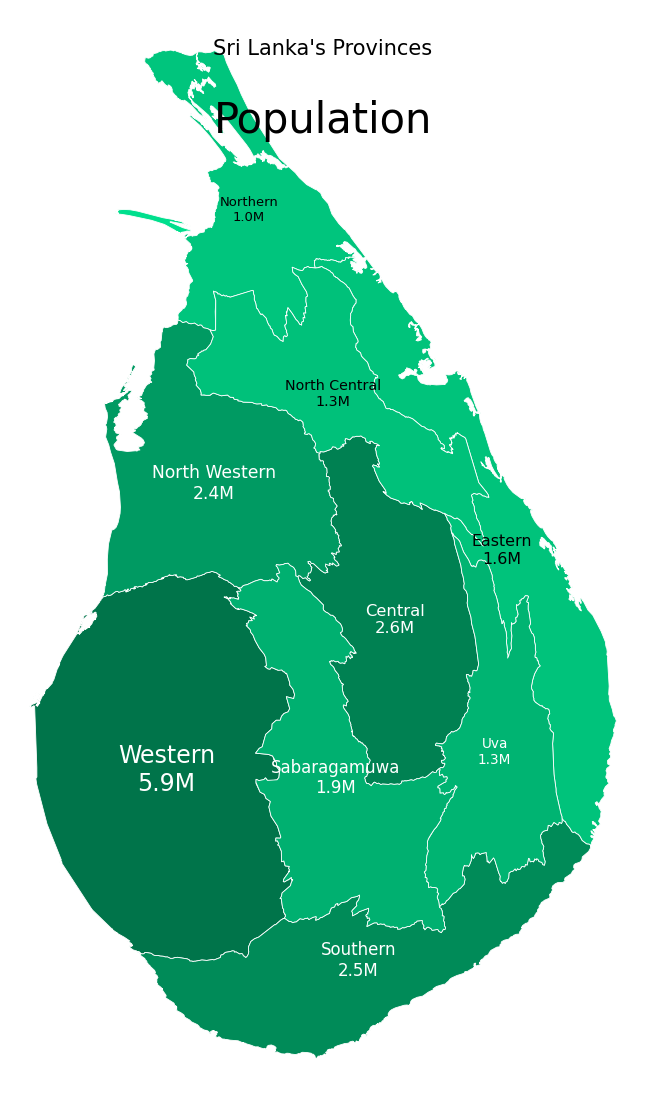 Sri Lanka's Provinces
Population
Northern
1.0M
North Central
1.3M
North Western
2.4M
Eastern
1.6M
Central
2.6M
Uva
1.3M
Western
5.9M
Sabaragamuwa
1.9M
Southern
2.5M